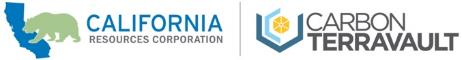 CALIFORNIA
RESOURCES CORPORATION
CARBON
TERRAVAULT